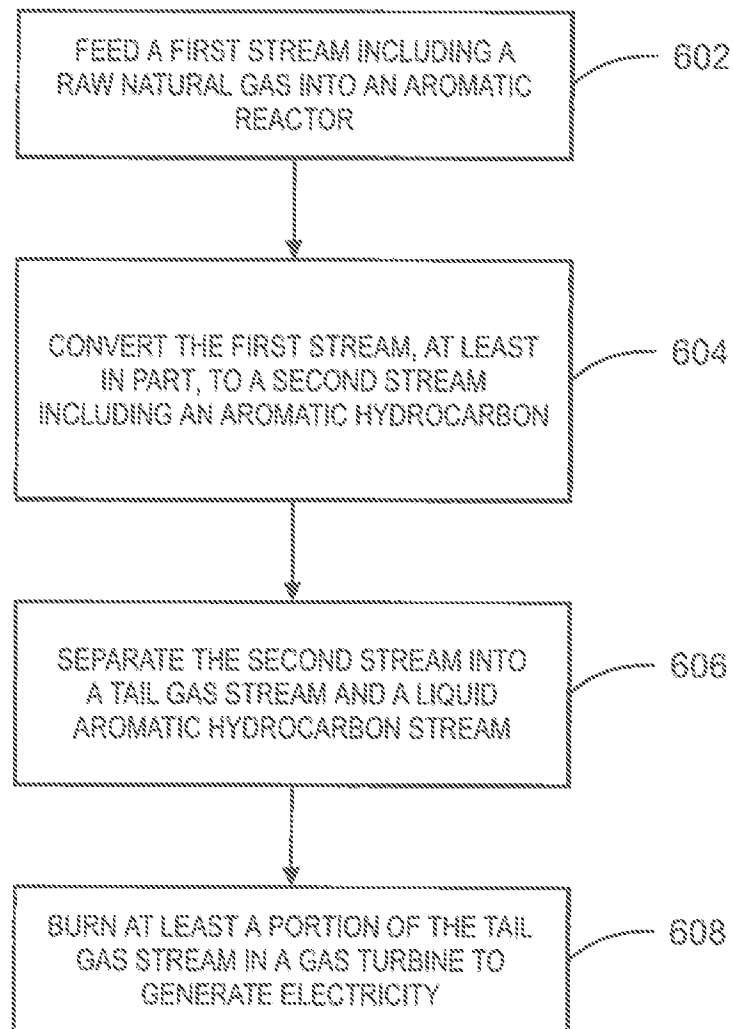 FEED A FIRST STREAM INCLUDING A
RAW NATURAL GAS INTO AN AROMATIC
REACTOR
602
CONVERT THE FIRST STREAM, AT LEAST
IN PART, TO A SECOND STREAM
INCLUDING AN AROMATIC HYDROCARBON
604
SEPARATE THE SECOND STREAM INTO
A TAIL GAS STREAM AND A LIQUID
AROMATIC HYDROCARBON STREAM
606
BURN AT LEAST A PORTION OF THE TAIL
GAS STREAM IN A GAS TURBINE TO
GENERATE ELECTRICITY
608